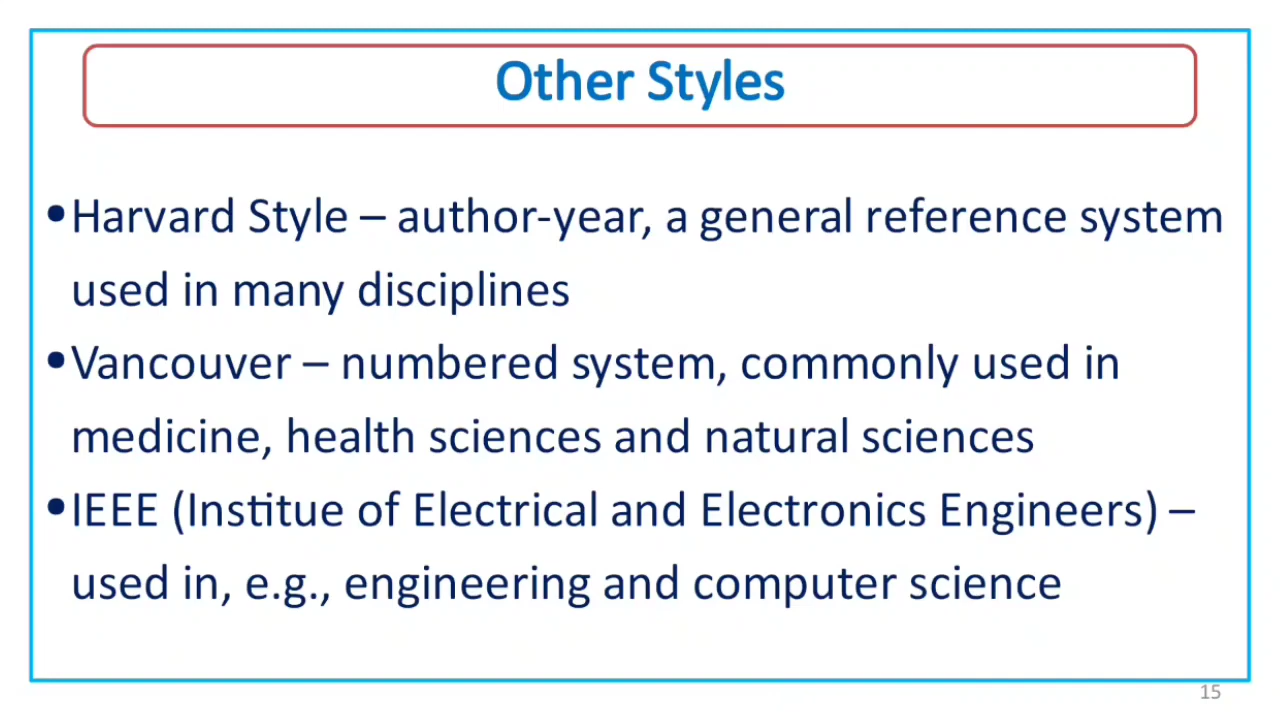 Other Styles
•Harvard Style – author-year, a general reference system
used in many disciplines
•Vancouver – numbered system, commonly used in
medicine, health sciences and natural sciences
•IEEE (Institue of Electrical and Electronics Engineers) –
used in, e.g., engineering and computer science
15